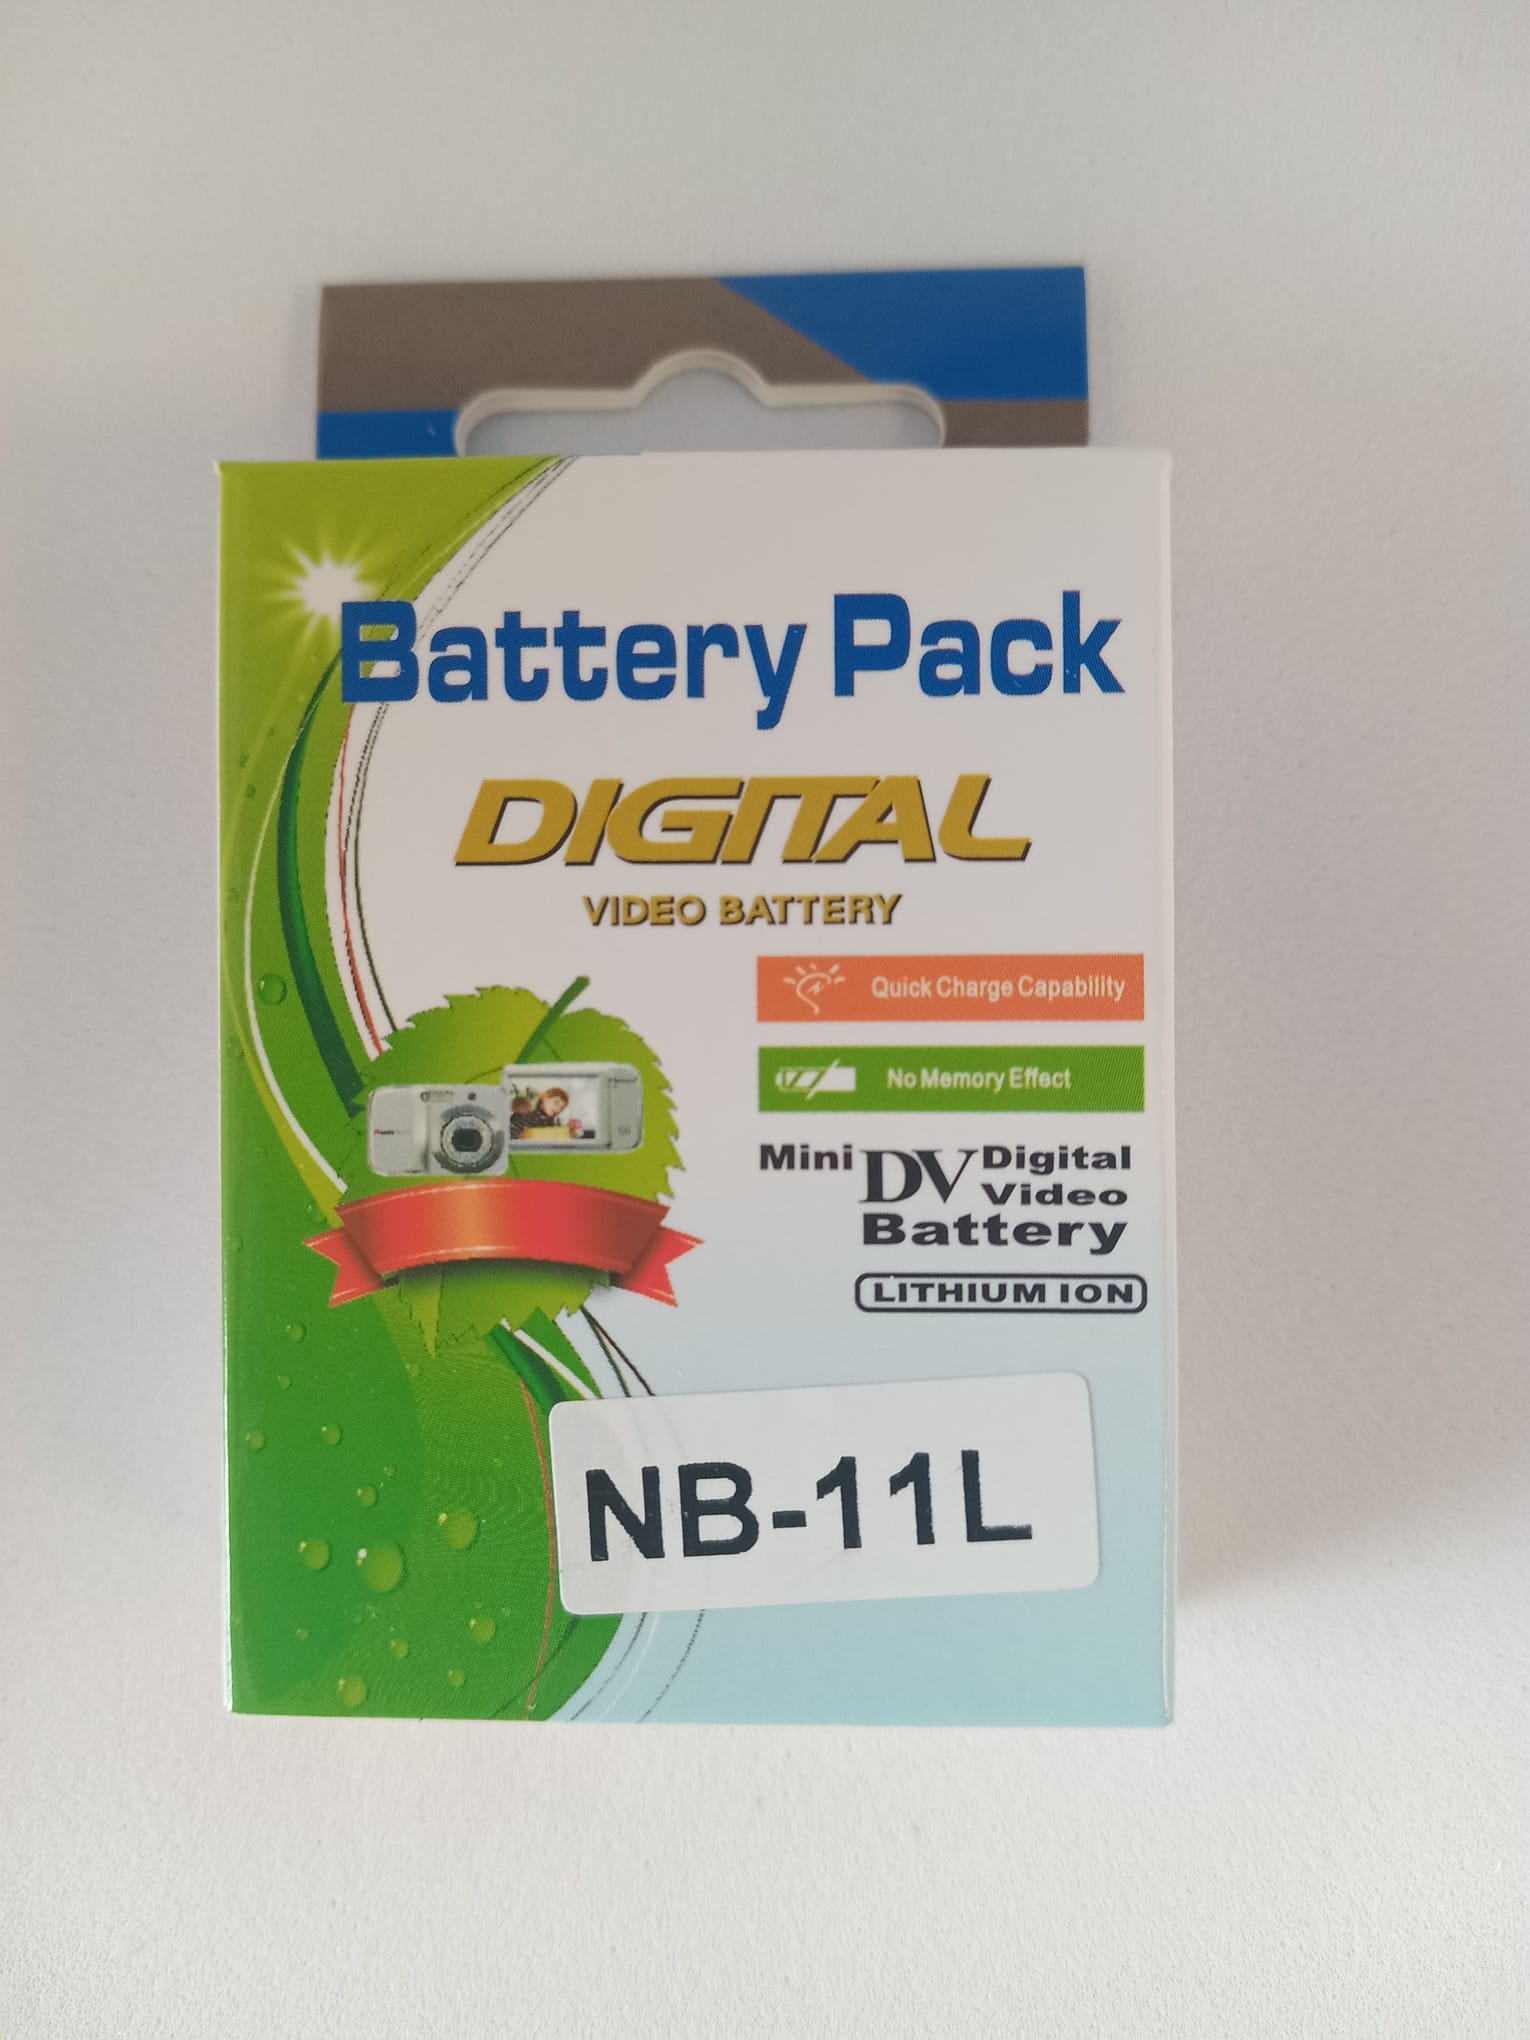 Battery Pack
DIGITAL
VIDEO BATTERY
Quick Charge Capability
No Memory Effect
Mini DV Digital
Video
Battery
LITHIUM ION
NB-11L